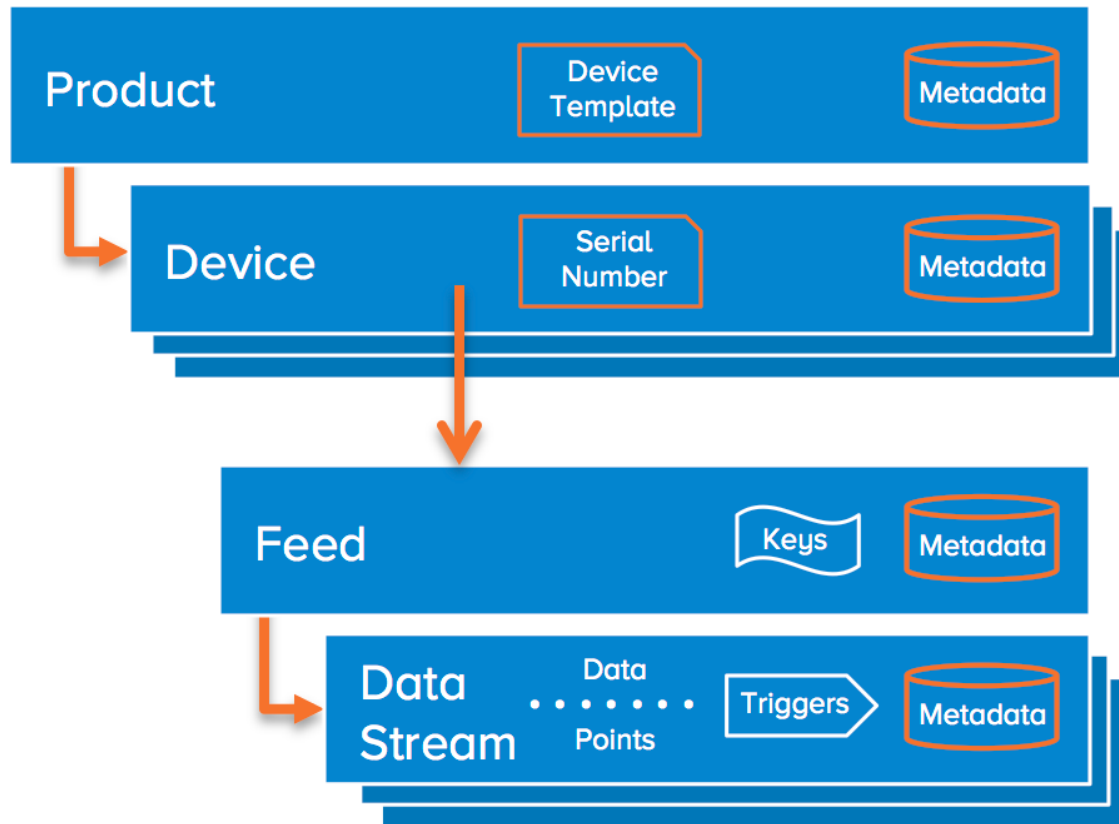 Product
Device
Template
Metadata
Device
Serial
Number
Metadata
Feed
Keys
Metadata
Data
Stream
Data
Points
Triggers
Metadata